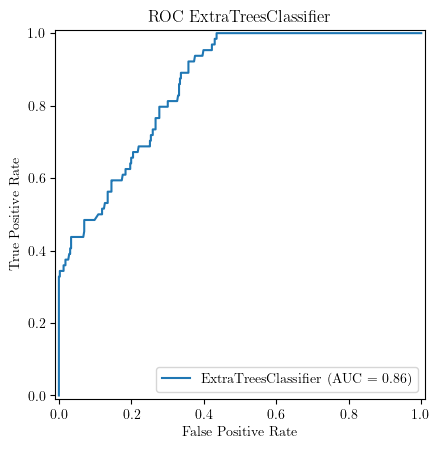 ROC ExtraTreesClassifier
1.0
0.8
0.6
0.4
0.2
0.0
True Positive Rate
ExtraTreesClassifier (AUC = 0.86)
0.0 0.2 0.4 0.6 0.8 1.0
False Positive Rate